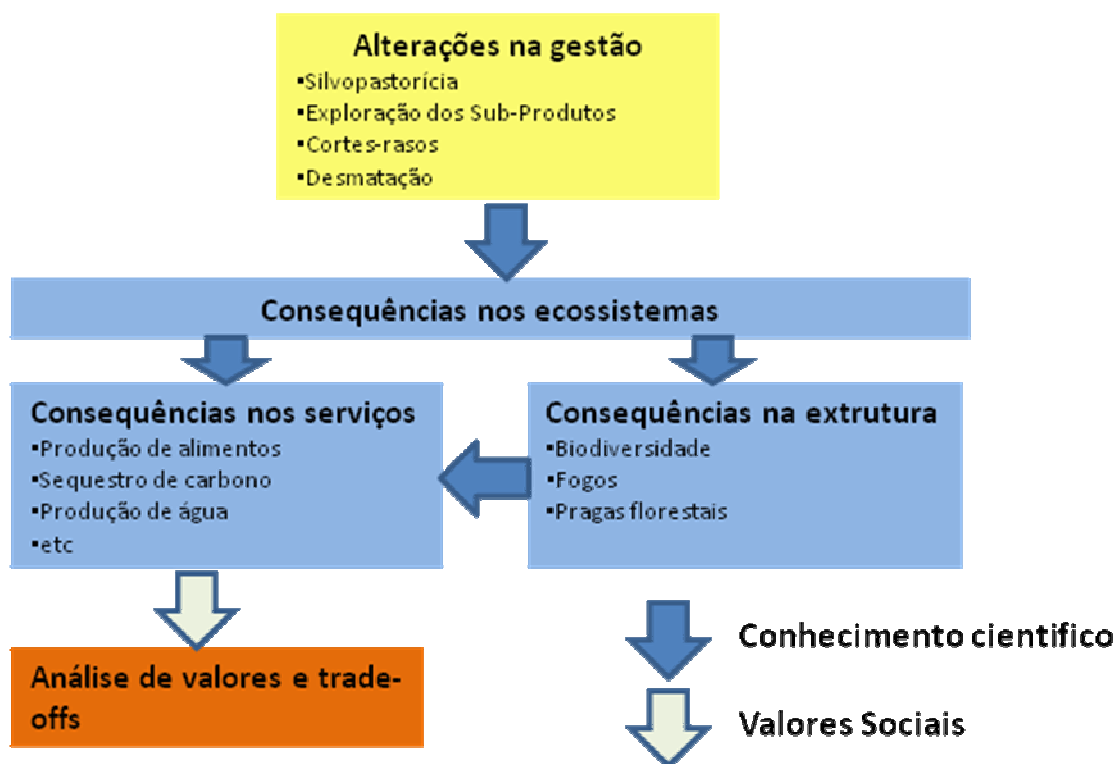 Alterações na gestão
▪Silvopastorícia
▪Exploração dos Sub-Produtos
▪Cortes-rasos
▪Desmatação
Consequências nos ecossistemas
Consequências nos serviços
▪Produção de alimentos
▪Sequestro de carbono
▪Produção de água
▪etc
Consequências na extrutura
▪Biodiversidade
▪Fogos
▪Pragas florestais
Análise de valores e trade-
offs
Conhecimento cientifico
Valores Sociais